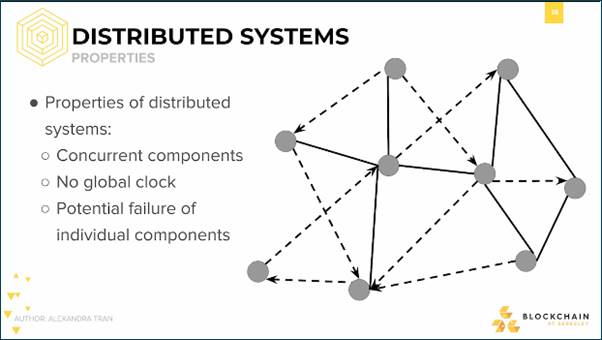 DISTRIBUTED SYSTEMS
PROPERTIES
● Properties of distributed
systems:
○ Concurrent components
○ No global clock
○ Potential failure of
individual components
AUTHOR: ALEXANDRA TRAN
BLOCKCHAIN
AT BERKELEY